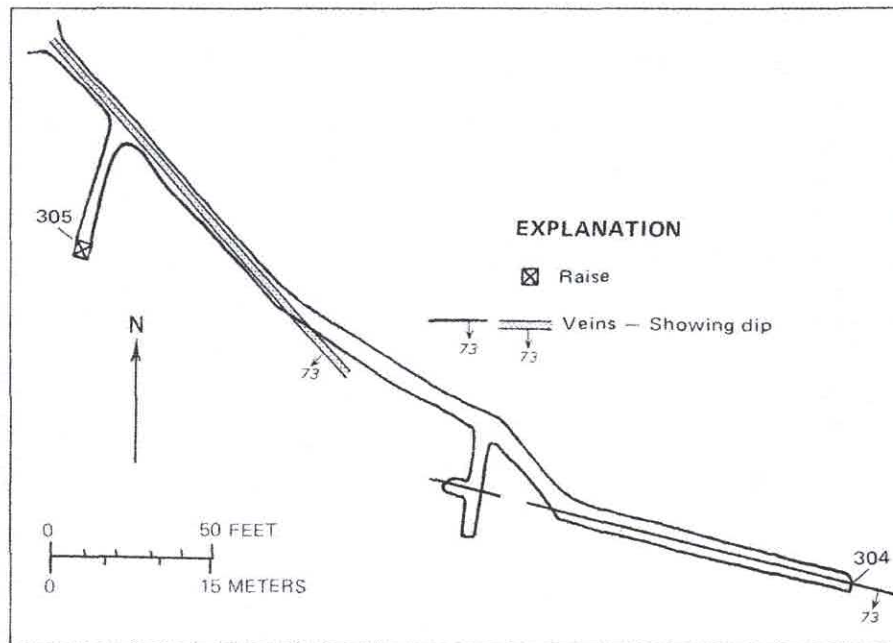 305
EXPLANATION
Raise
Veins — Showing dip
73 73
N
73
0 50 FEET
0 15 METERS
304
73